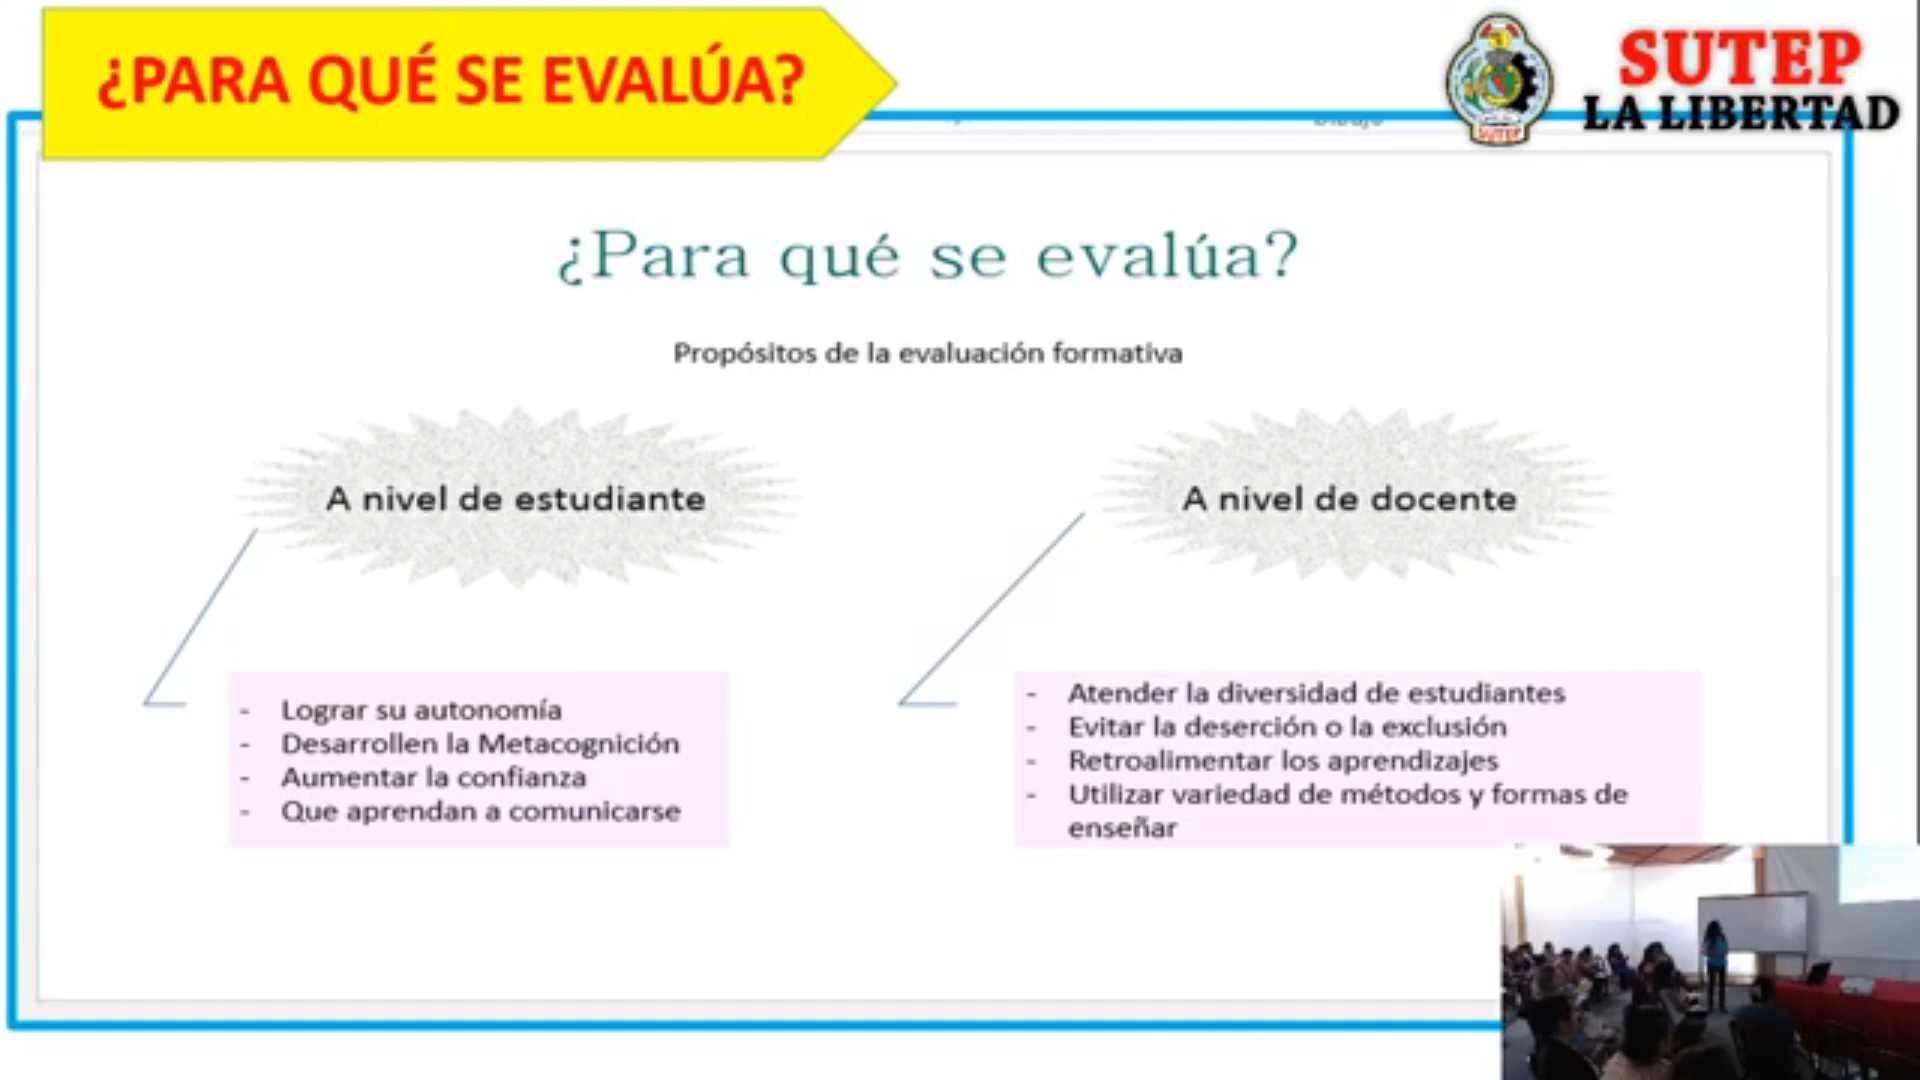 ¿PARA QUÉ SE EVALÚA?
SUTEP
LA LIBERTAD
SUTEP
Dibujo
¿Para qué se evalúa?
Propósitos de la evaluación formativa
A nivel de estudiante
A nivel de docente
- Lograr su autonomía
- Desarrollen la Metacognición
- Aumentar la confianza
- Que aprendan a comunicarse
- Atender la diversidad de estudiantes
- Evitar la deserción o la exclusión
- Retroalimentar los aprendizajes
- Utilizar variedad de métodos y formas de
enseñar